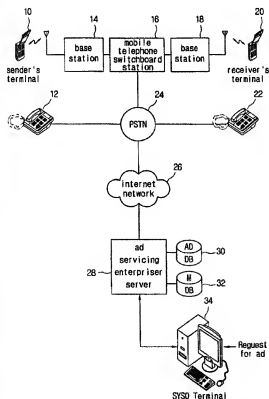 10
14
16
18
20
base station
mobile telephone switchboard station
base station
sender's terminal
receiver's terminal
12
24
22
PSTN
26
internet network
ad servicing enterpriser server
28
AD DB
30
M DB
32
34
Request for ad
SYSO Terminal